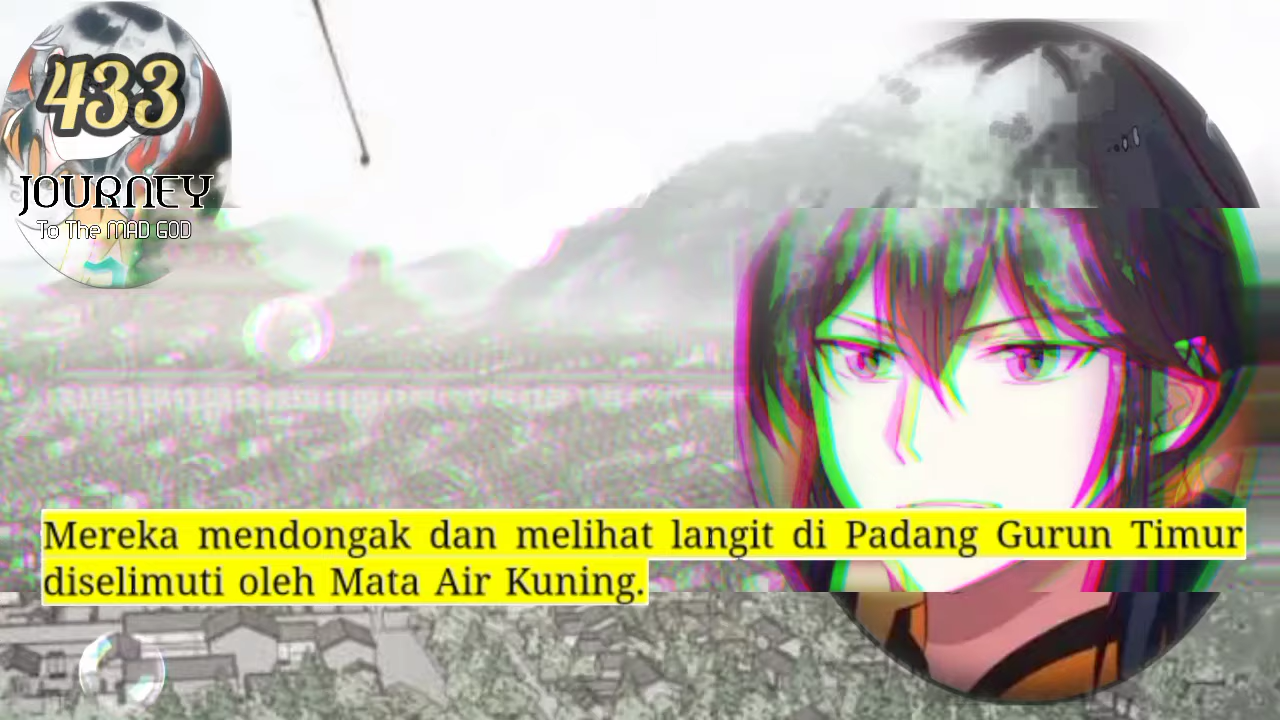 433
JOURNEY
To The MAD GOD
Mereka mendongak dan melihat langit di Padang Gurun Timur
diselimuti oleh Mata Air Kuning.